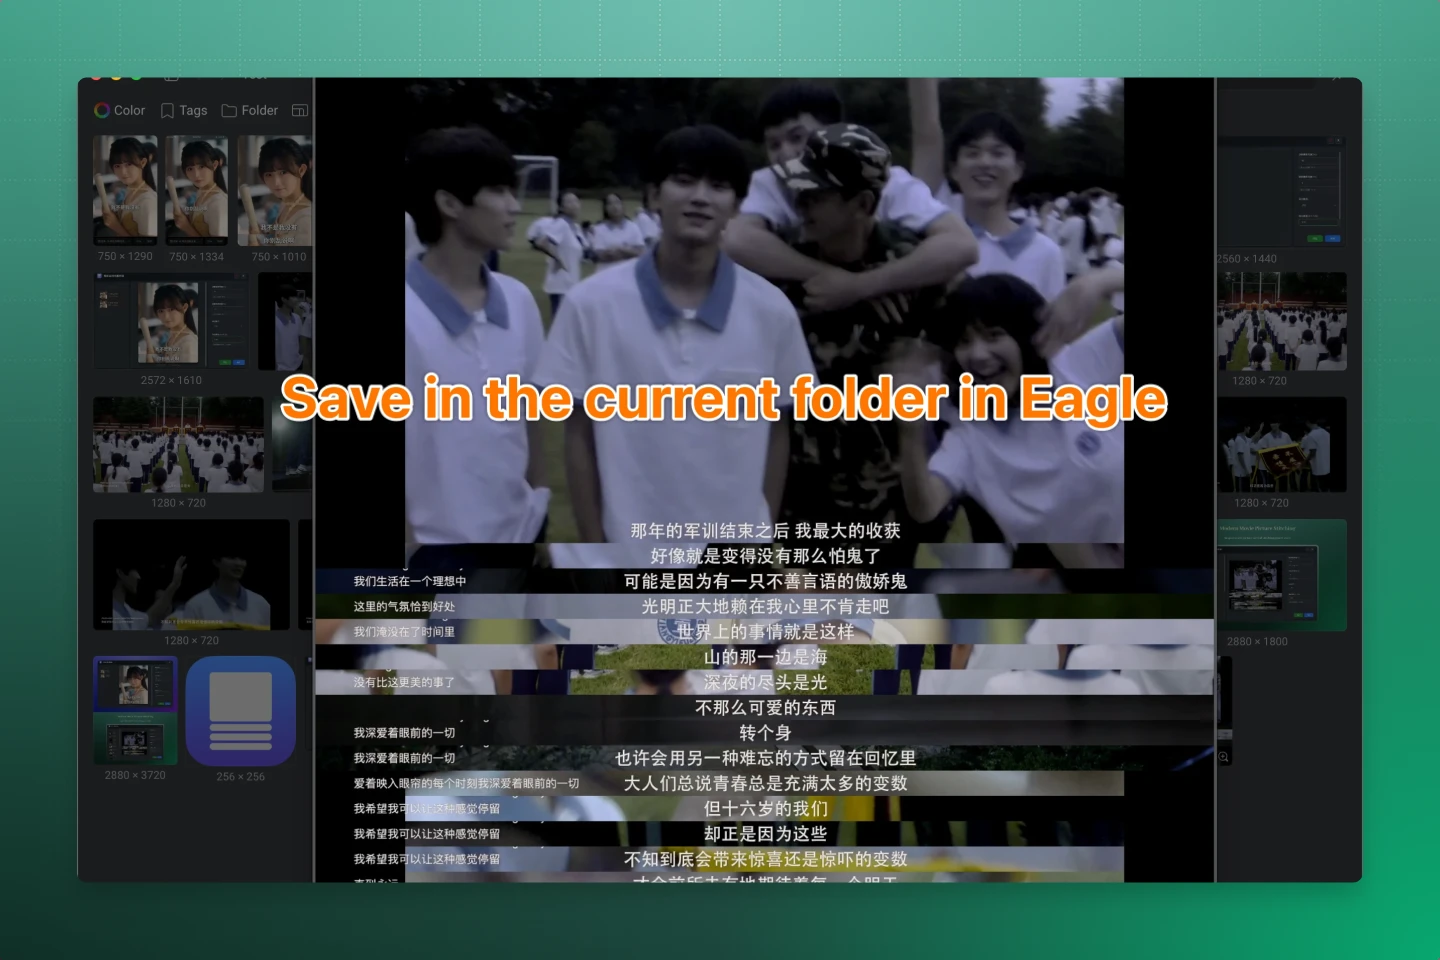 Color
Tags
Folder
750 × 1290
750 × 1334
750 × 1010
2572 × 1610
1280 × 720
1280 × 720
2880 × 3720
256 × 256
2560 × 1440
1280 × 720
1280 × 720
2880 × 1800
Save in the current folder in Eagle
那年的军训结束之后 我最大的收获
好像就是变得没有那么怕鬼了
我们生活在一个理想中
可能是因为有一只不善言语的傲娇鬼
这里的气氛恰到好处
光明正大地赖在我心里不肯走吧
我们淹没在了时间里
世界上的事情就是这样
山的那一边是海
没有比这更美的事了
深夜的尽头是光
不那么可爱的东西
我深爱着眼前的一切
转个身
我深爱着眼前的一切
也许会用另一种难忘的方式留在回忆里
爱着映入眼帘的每个时刻我深爱着眼前的一切
大人们总说青春总是充满太多的变数
我希望我可以让这种感觉停留
但十六岁的我们
我希望我可以让这种感觉停留
却正是因为这些
我希望我可以让这种感觉停留
不知到底会带来惊喜还是惊吓的变数